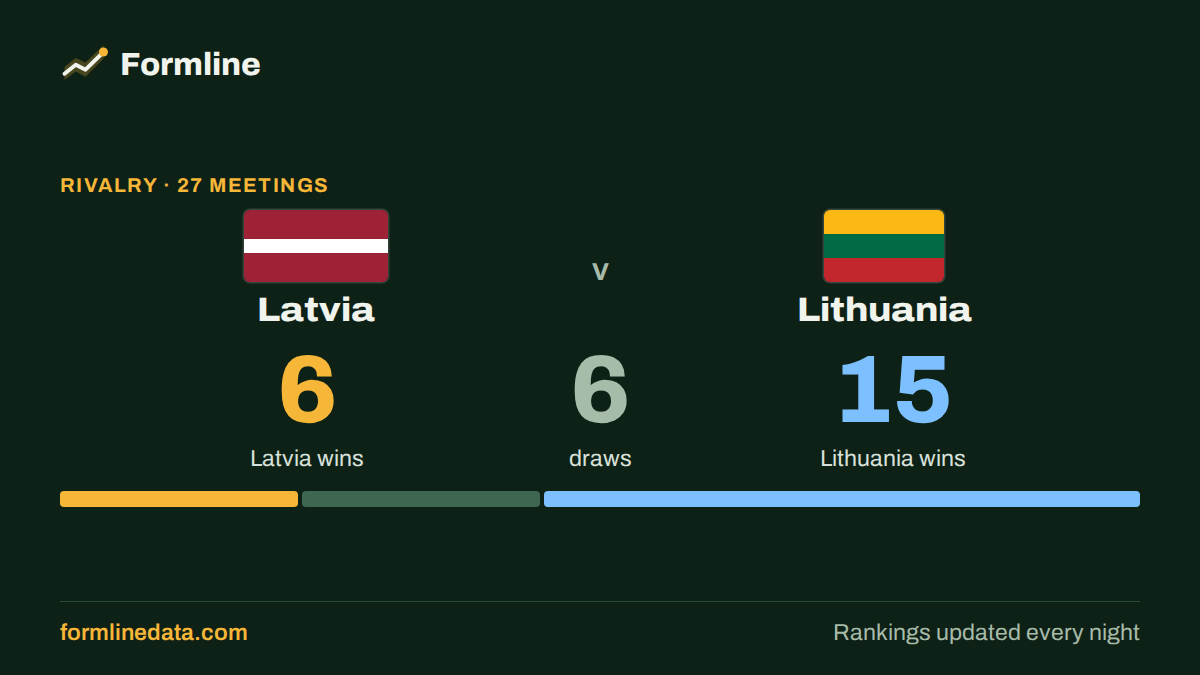 Formline
RIVALRY · 27 MEETINGS
v
Latvia
Lithuania
6
6
15
Latvia wins
draws
Lithuania wins
formlinedata.com
Rankings updated every night